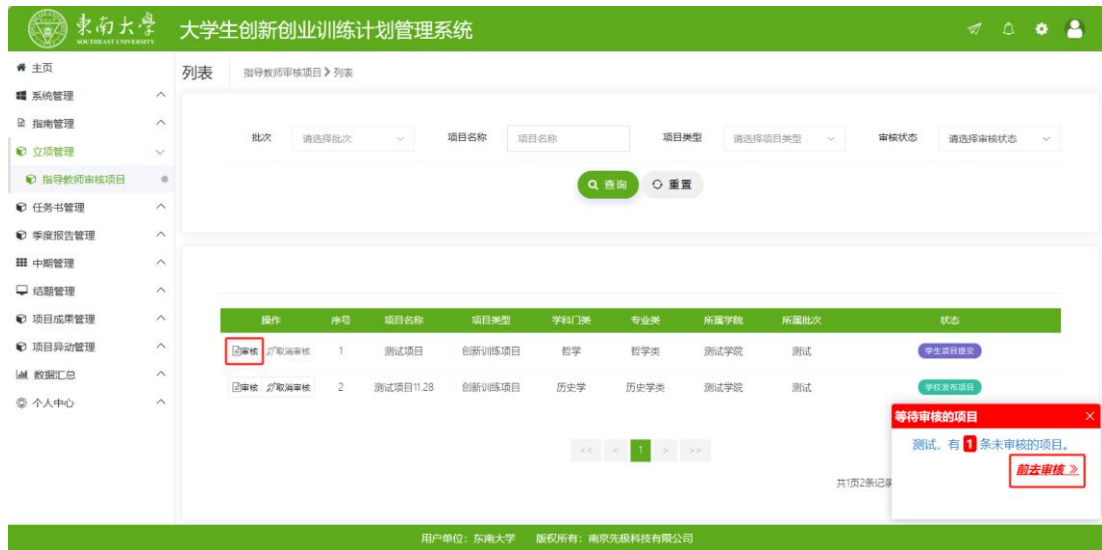 東南大學 大学生创新创业训练计划管理系统
SOUTHEAST UNIVERSITY
主页
系统管理
指南管理
立项管理
指导教师审核项目
任务书管理
季度报告管理
中期管理
结题管理
项目成果管理
项目异动管理
数据汇总
个人中心
列表 指导教师审核项目 > 列表
批次 请选择批次 项目名称 项目名称 项目类型 请选择项目类型 审核状态 请选择审核状态
查询 重置
操作 序号 项目名称 项目类型 学科门类 专业类 所属学院 所属批次 状态
审核 取消审核 1 测试项目 创新训练项目 哲学 哲学类 测试学院 测试 学生项目提交
审核 取消审核 2 测试项目11.28 创新训练项目 历史学 历史学类 测试学院 测试 学校发布项目
<< < 1 > >>
共1页2条记录
等待审核的项目 ×
测试，有 1 条未审核的项目。
前去审核 》
用户单位：东南大学 版权所有：南京先极科技有限公司